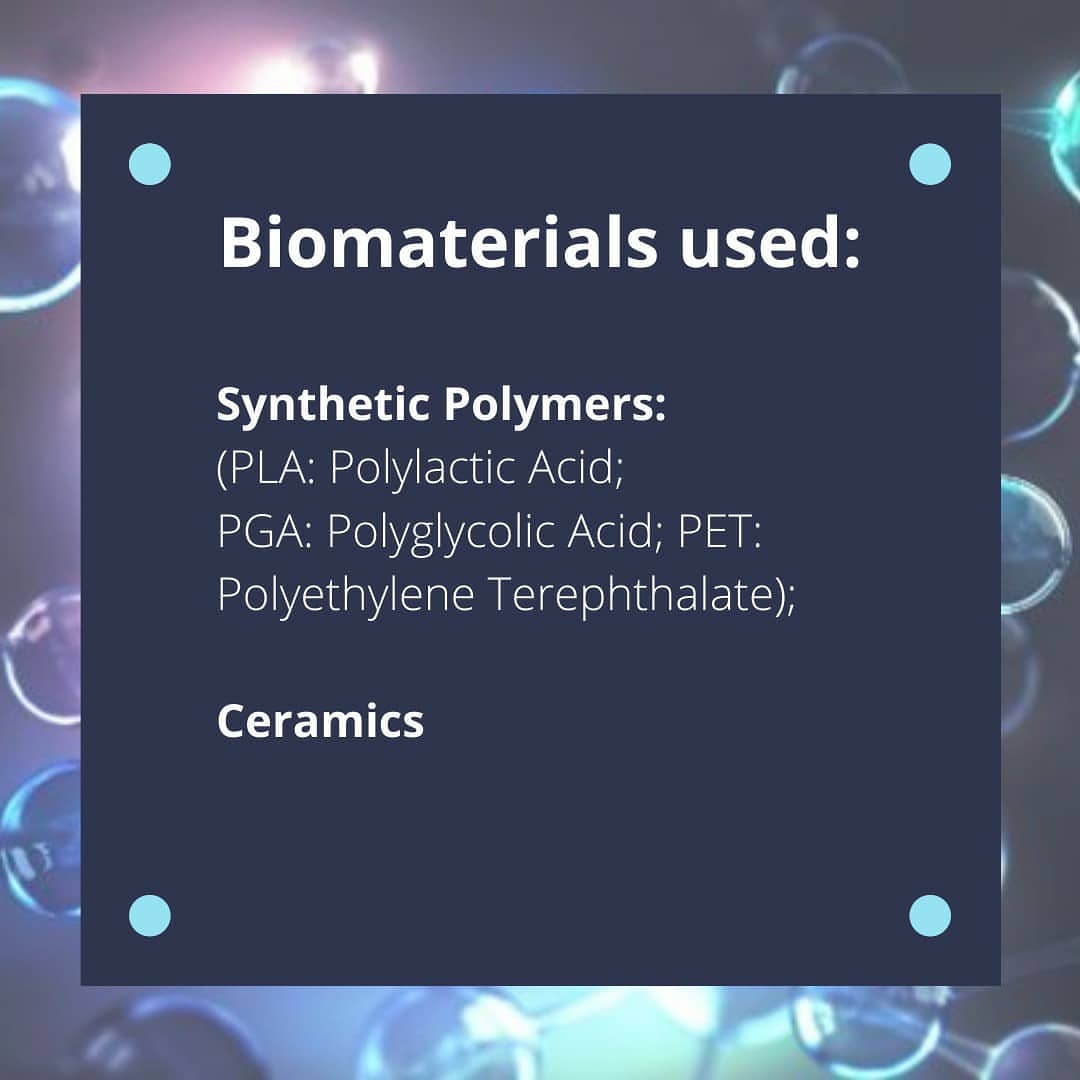 Biomaterials used:
Synthetic Polymers:
(PLA: Polylactic Acid;
PGA: Polyglycolic Acid; PET:
Polyethylene Terephthalate);
Ceramics